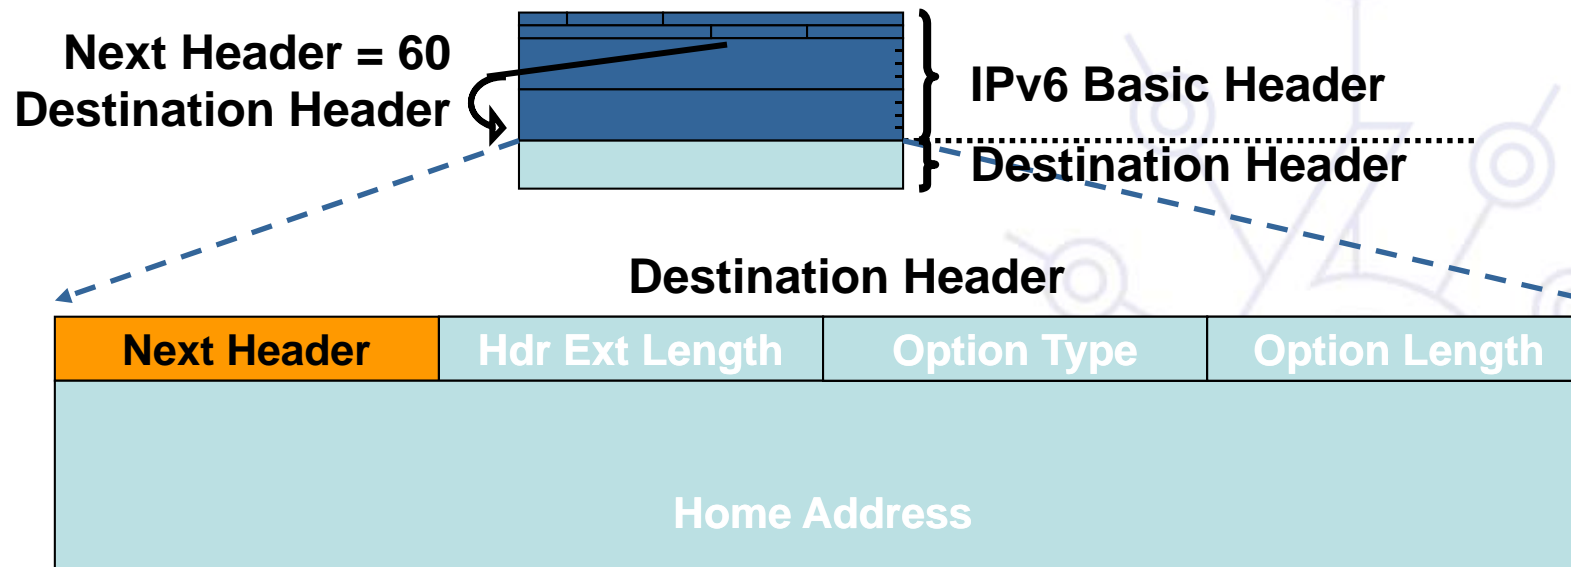 Next Header = 60
Destination Header
IPv6 Basic Header
Destination Header
Destination Header
Next Header
Hdr Ext Length
Option Type
Option Length
Home Address